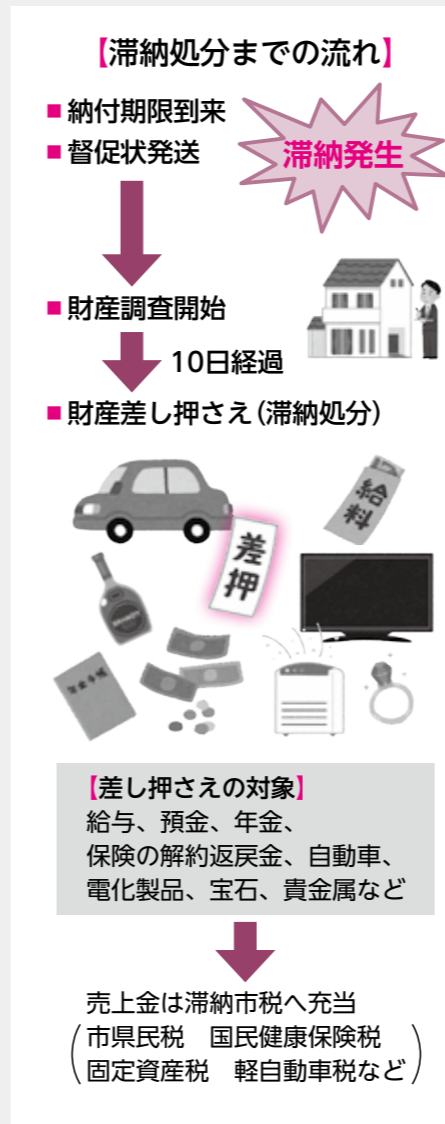 【滞納処分までの流れ】
■納付期限到来
■督促状発送
滞納発生
■財産調査開始
10日経過
■財産差し押さえ(滞納処分)
給料
差押
年金手帳
【差し押さえの対象】
給与、預金、年金、
保険の解約返戻金、自動車、
電化製品、宝石、貴金属など
売上金は滞納市税へ充当
(市県民税 国民健康保険税
固定資産税 軽自動車税など)